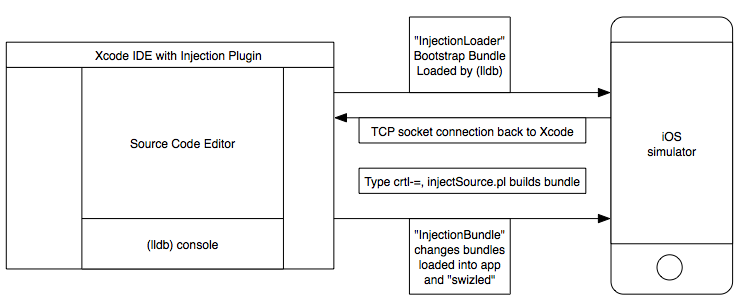 "InjectionLoader"
Bootstrap Bundle
Loaded by (lldb)
Xcode IDE with Injection Plugin
TCP socket connection back to Xcode
Source Code Editor
iOS
simulator
Type crtl-=, injectSource.pl builds bundle
(lldb) console
"InjectionBundle"
changes bundles
loaded into app
and "swizled"